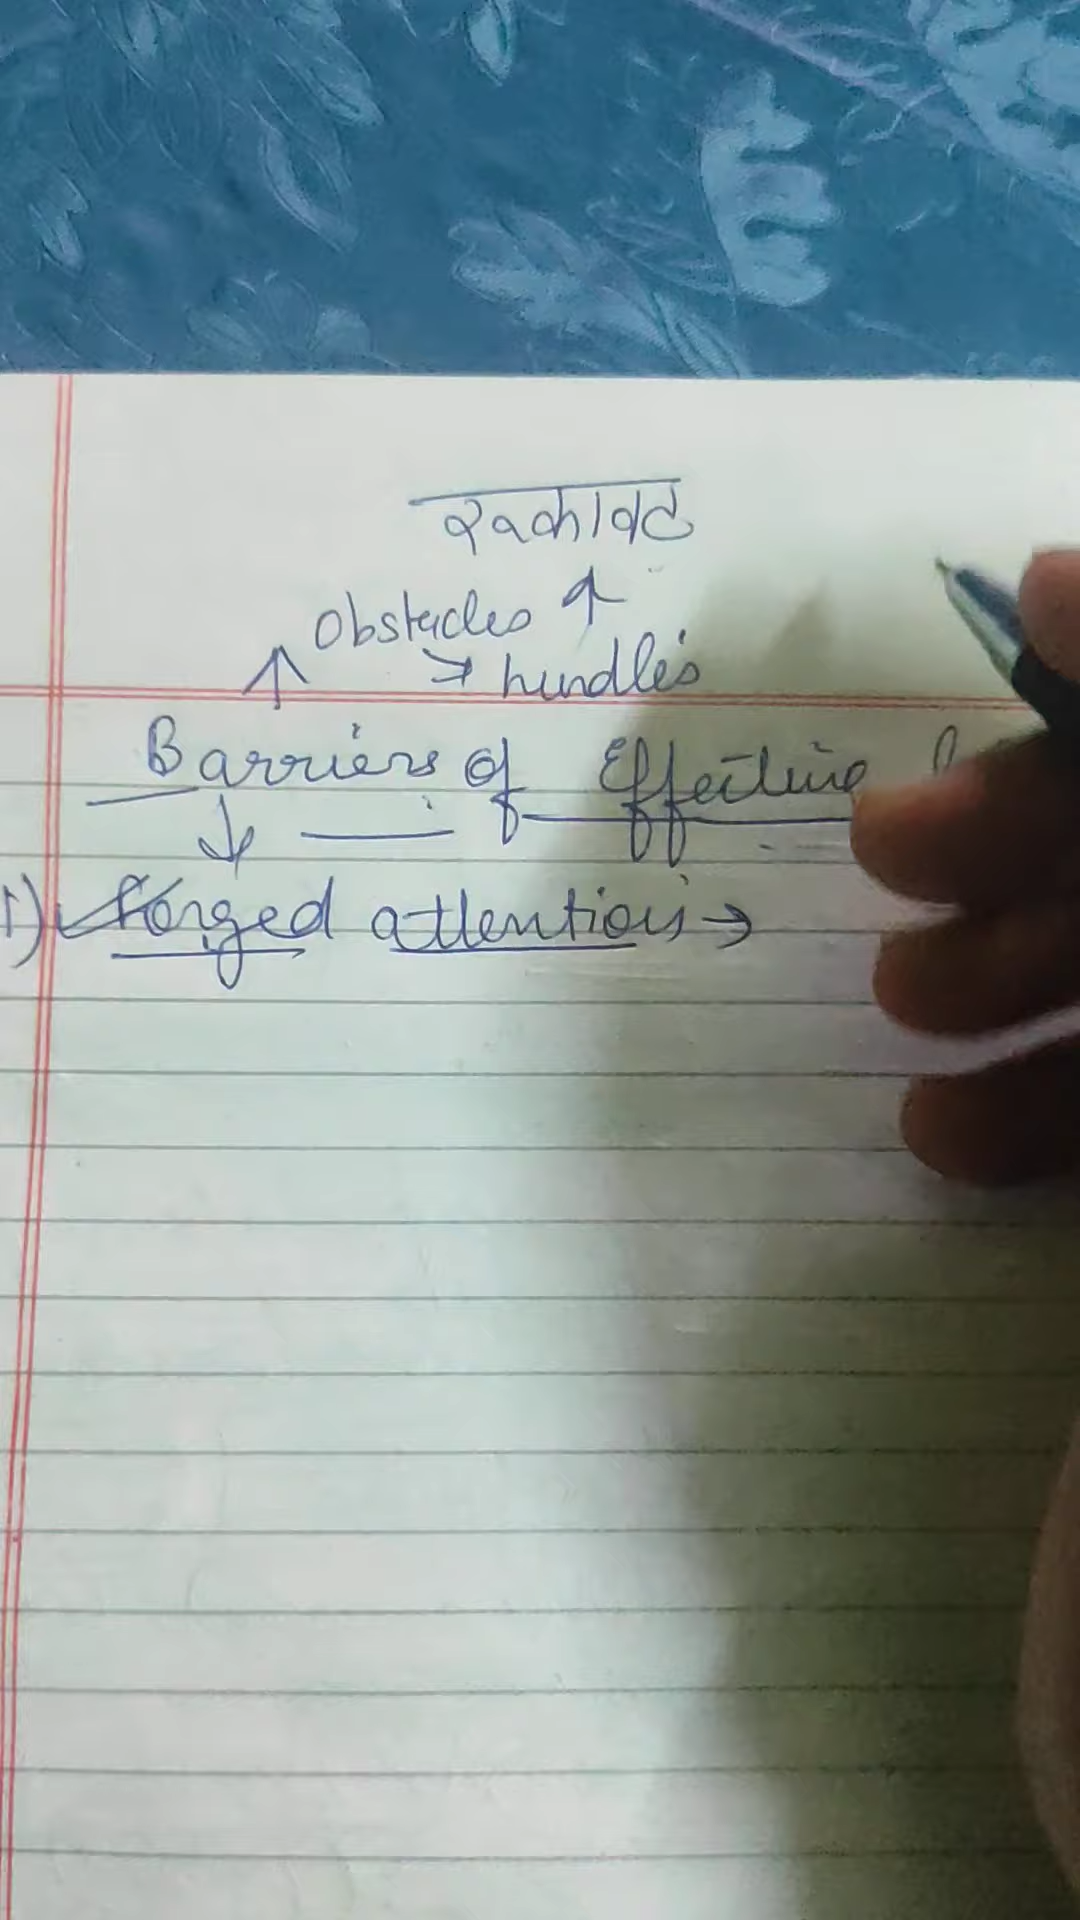 रुकावट
Obstacles ↑
↑ → hurdles
Barriers of Effective
↓
1) forged attention →